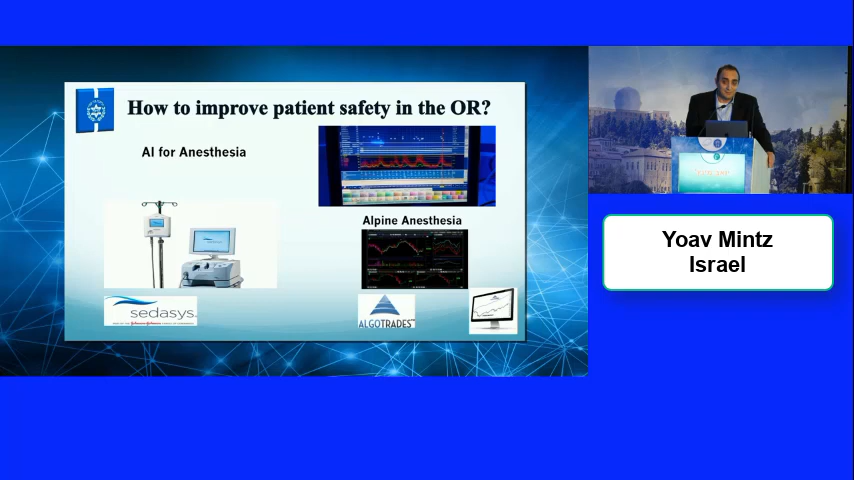 How to improve patient safety in the OR?
AI for Anesthesia
Alpine Anesthesia
sedasys.
ALGOTRADES
Yoav Mintz
Israel